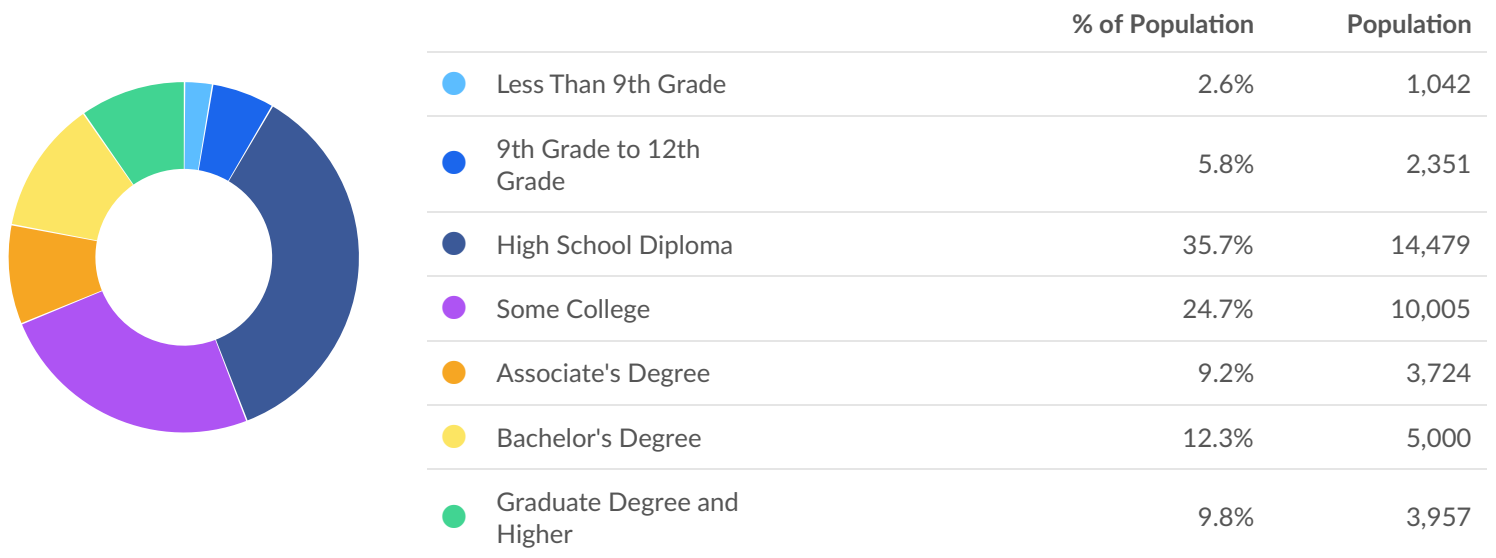 % of Population Population
Less Than 9th Grade 2.6% 1,042
9th Grade to 12th
Grade 5.8% 2,351
High School Diploma 35.7% 14,479
Some College 24.7% 10,005
Associate's Degree 9.2% 3,724
Bachelor's Degree 12.3% 5,000
Graduate Degree and
Higher 9.8% 3,957